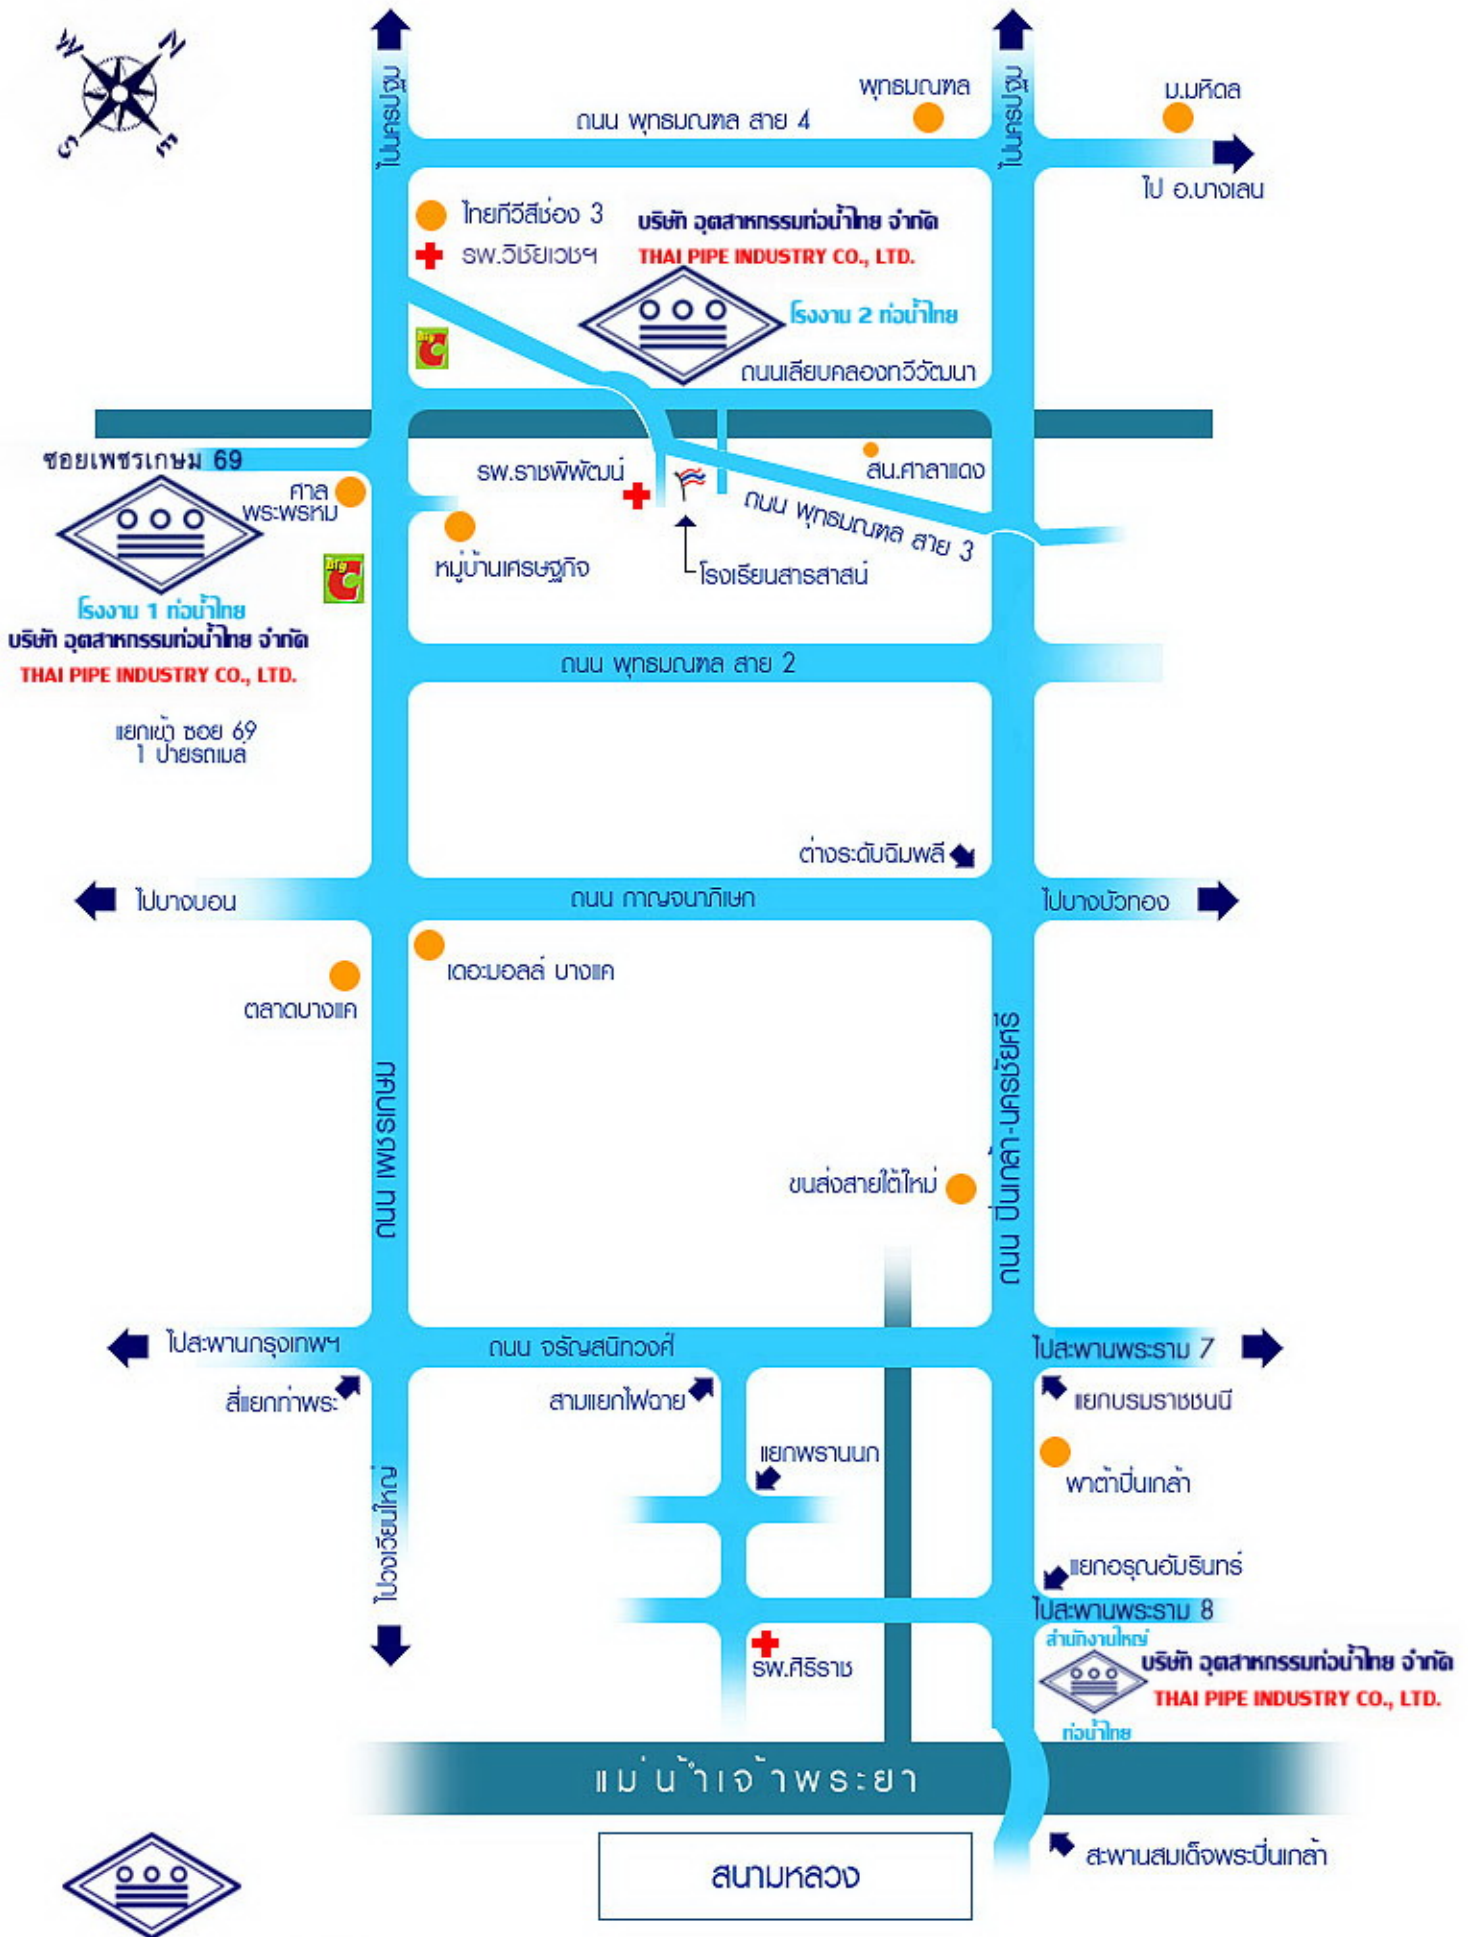 W
N
S
E
ไปนครปฐม
ไปนครปฐม
พุทธมณฑล
ม.มหิดล
ถนน พุทธมณฑล สาย 4
ไป อ.บางเลน
ไทยทีวีสีช่อง 3
รพ.วิชัยเวชฯ
บริษัท อุตสาหกรรมท่อน้ำไทย จำกัด
THAI PIPE INDUSTRY CO., LTD.
โรงงาน 2 ท่อน้ำไทย
Big
C
ถนนเลียบคลองทวีวัฒนา
ซอยเพชรเกษม 69
ศาล
พระพรหม
รพ.ราชพิพัฒน์
สน.ศาลาแดง
ถนน พุทธมณฑล สาย 3
หมู่บ้านเศรษฐกิจ
โรงเรียนสารสาสน์
Big
C
โรงงาน 1 ท่อน้ำไทย
บริษัท อุตสาหกรรมท่อน้ำไทย จำกัด
THAI PIPE INDUSTRY CO., LTD.
ถนน พุทธมณฑล สาย 2
แยกเข้า ซอย 69
1 ป้ายรถเมล์
ต่างระดับฉิมพลี
ไปบางบอน
ถนน กาญจนาภิเษก
ไปบางบัวทอง
เดอะมอลล์ บางแค
ตลาดบางแค
ถนน เพชรเกษม
ถนน ปิ่นเกล้า-นครชัยศรี
ขนส่งสายใต้ใหม่
ไปสะพานกรุงเทพฯ
ถนน จรัญสนิทวงศ์
ไปสะพานพระราม 7
สี่แยกท่าพระ
สามแยกไฟฉาย
แยกบรมราชชนนี
แยกพรานนก
พาต้าปิ่นเกล้า
ไปวงเวียนใหญ่
แยกอรุณอัมรินทร์
ไปสะพานพระราม 8
สำนักงานใหญ่
รพ.ศิริราช
บริษัท อุตสาหกรรมท่อน้ำไทย จำกัด
THAI PIPE INDUSTRY CO., LTD.
ท่อน้ำไทย
แม่น้ำเจ้าพระยา
สนามหลวง
สะพานสมเด็จพระปิ่นเกล้า